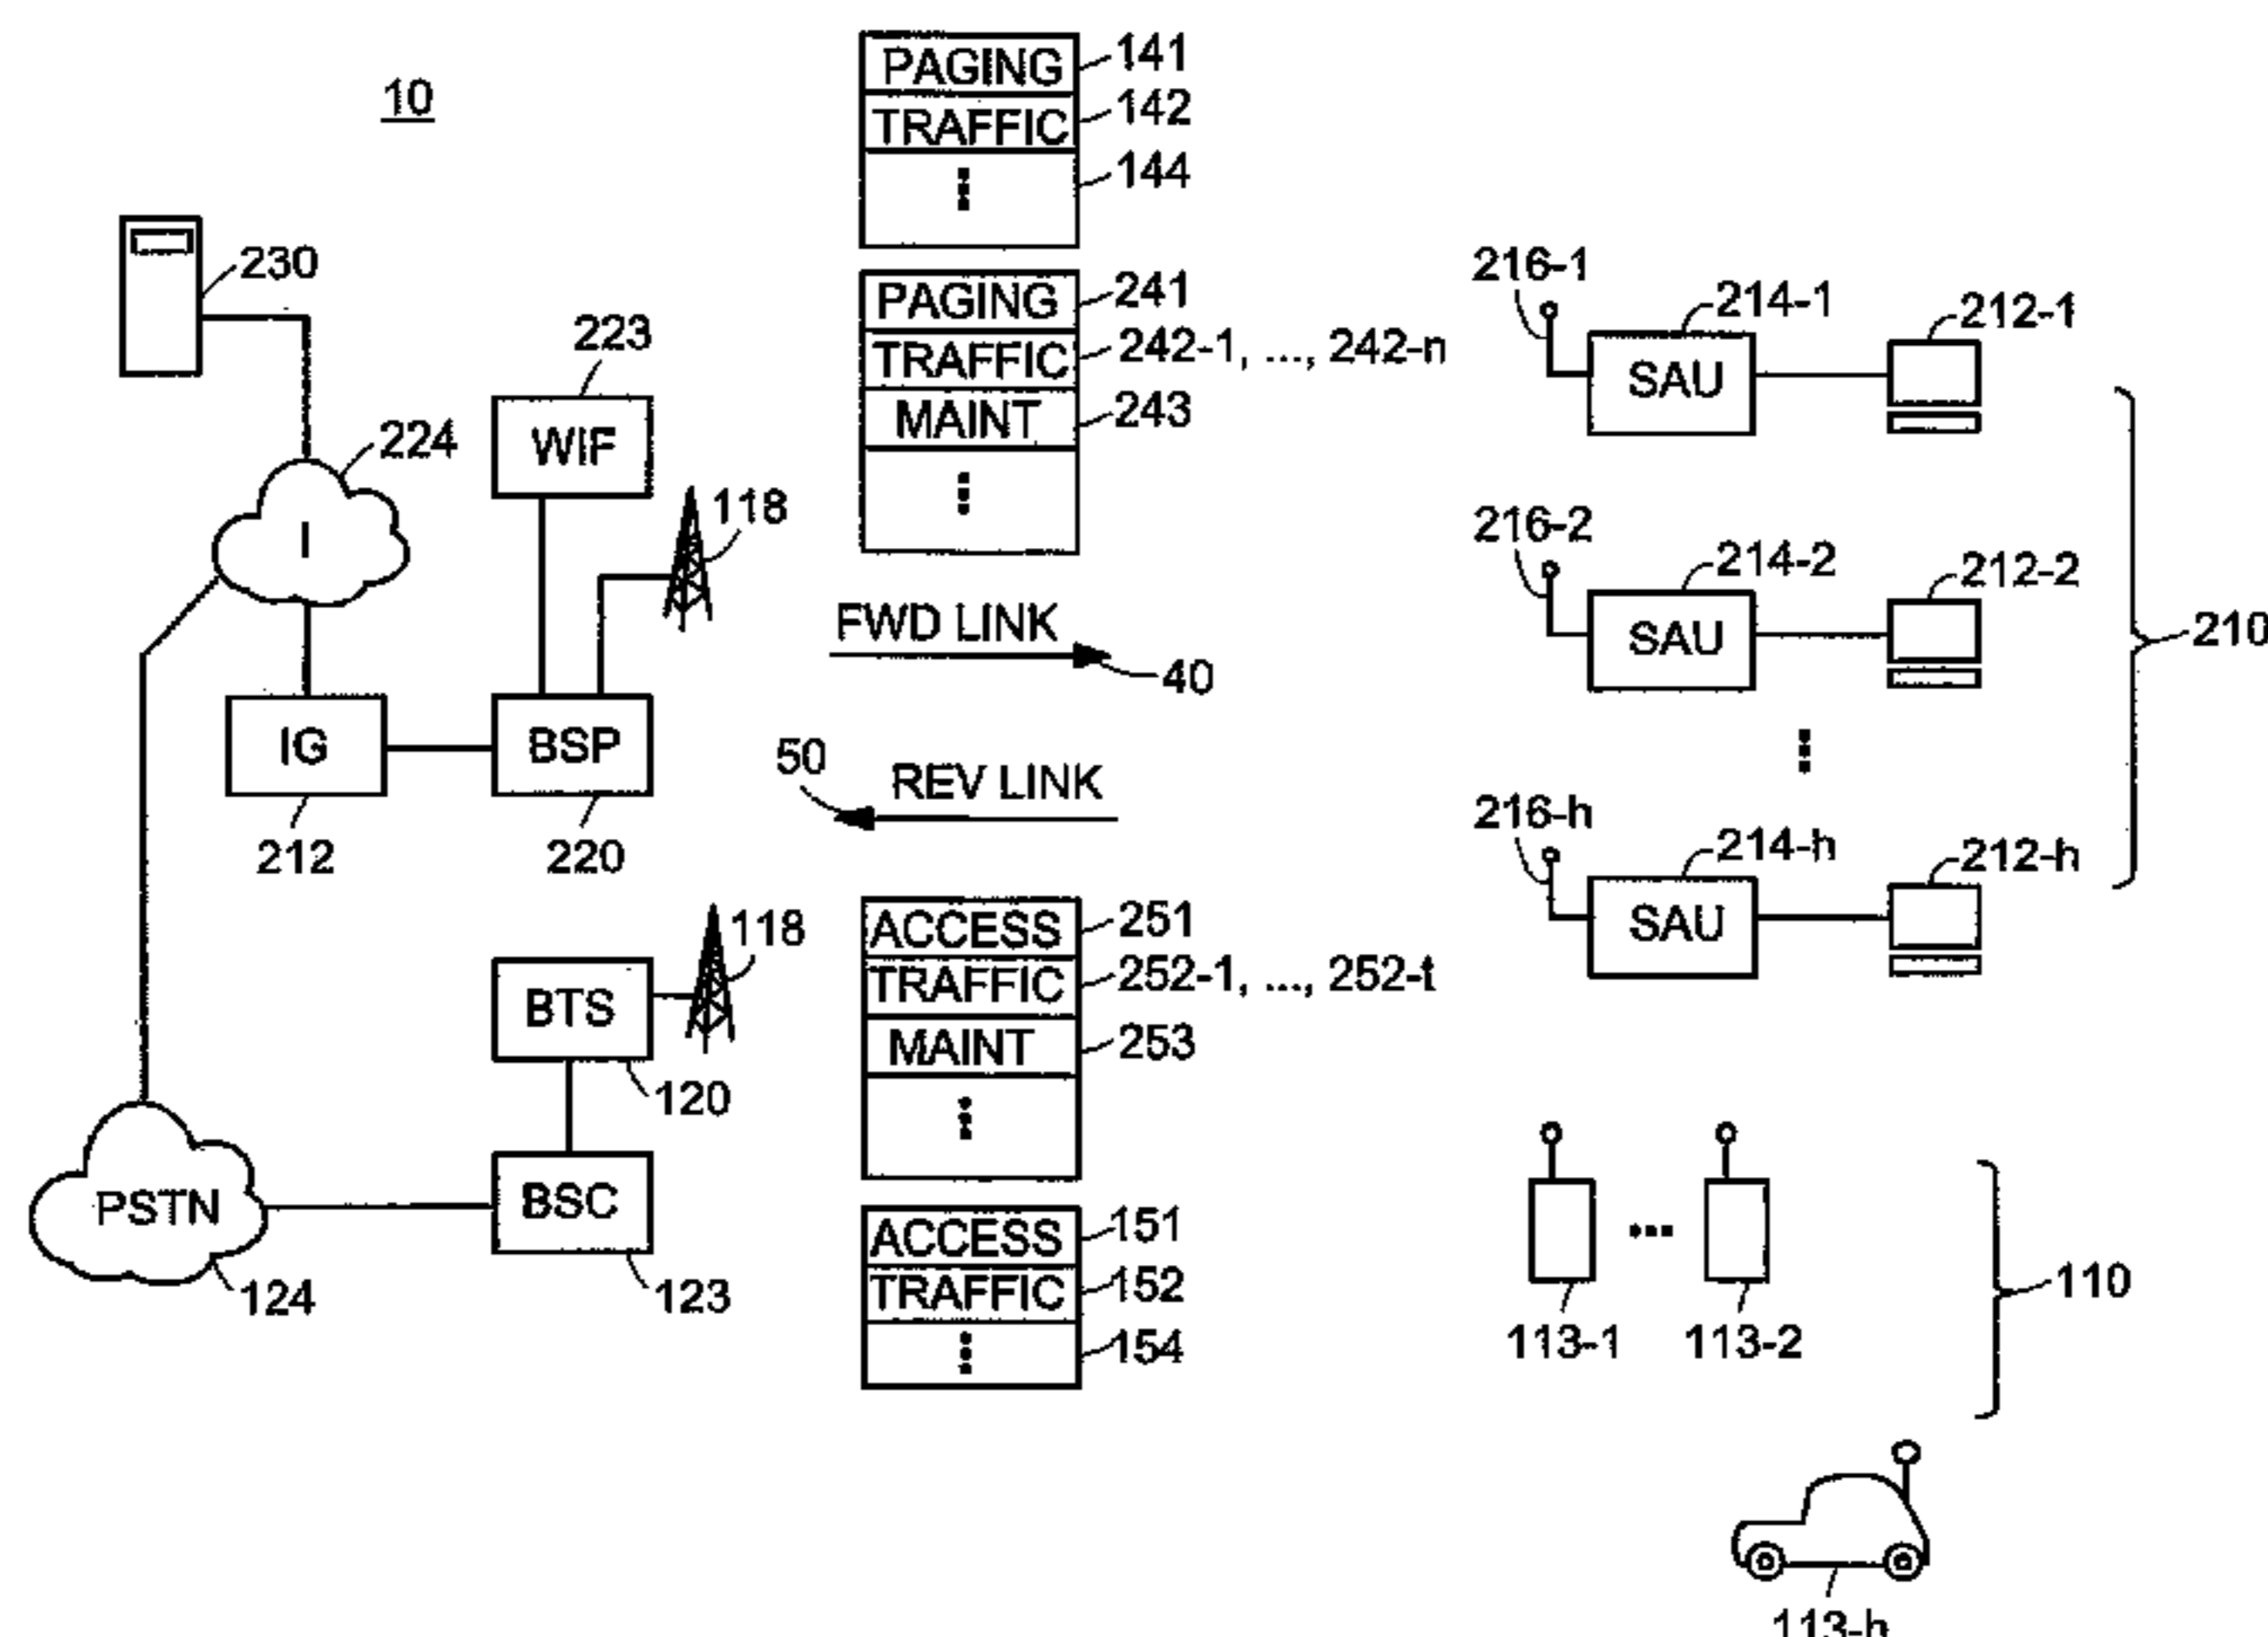 10
PAGING 141
TRAFFIC 142
144
230
PAGING 241
TRAFFIC 242-1, ..., 242-n
MAINT 243
223
WIF
224
I
118
FWD LINK
40
IG
212
BSP
220
50
REV LINK
216-1
214-1
212-1
SAU
216-2
214-2
212-2
SAU
210
216-h
214-h
212-h
SAU
ACCESS 251
TRAFFIC 252-1, ..., 252-t
MAINT 253
118
BTS
120
PSTN
124
BSC
123
ACCESS 151
TRAFFIC 152
154
113-1
113-2
110
113-h